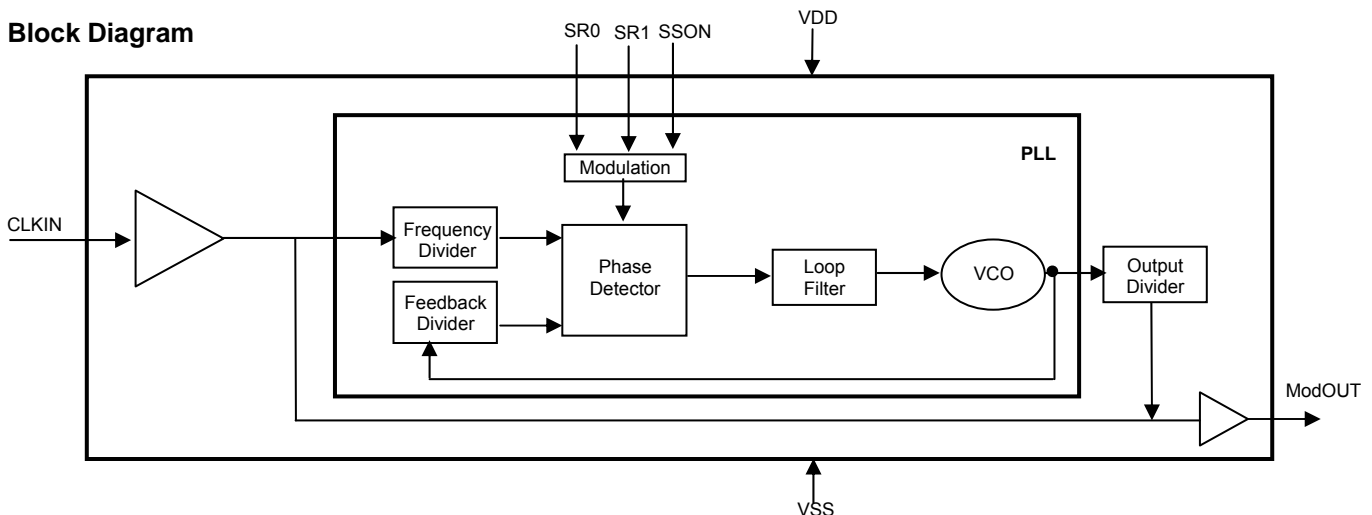 Block Diagram
SR0 SR1 SSON
VDD
PLL
Modulation
CLKIN
Frequency
Divider
Phase
Detector
Loop
Filter
VCO
Output
Divider
Feedback
Divider
ModOUT
VSS